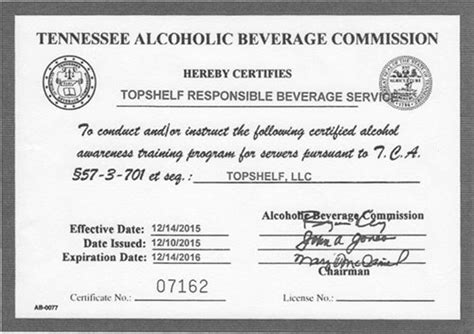 TENNESSEE ALCOHOLIC BEVERAGE COMMISSION
HEREBY CERTIFIES
TOPSHELF RESPONSIBLE BEVERAGE SERVICE
To conduct and/or instruct the following certified alcohol
awareness training program for servers pursuant to T.C.A.
§57-3-701 et seq.: TOPSHELF, LLC
Alcoholic Beverage Commission
Effective Date: 12/14/2015
Date Issued: 12/10/2015
John A Jones
Expiration Date: 12/14/2016
Chairman
07162
Certificate No.: License No.:
AB-0077